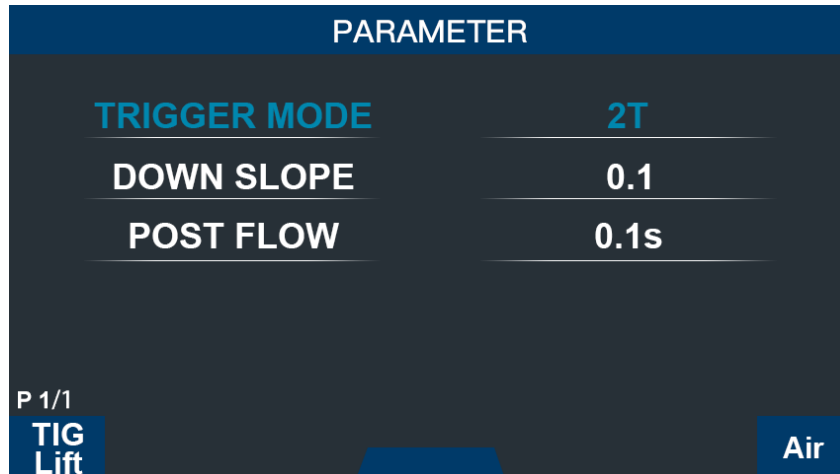 PARAMETER
TRIGGER MODE 2T
DOWN SLOPE 0.1
POST FLOW 0.1s
P 1/1
TIG
Lift
Air